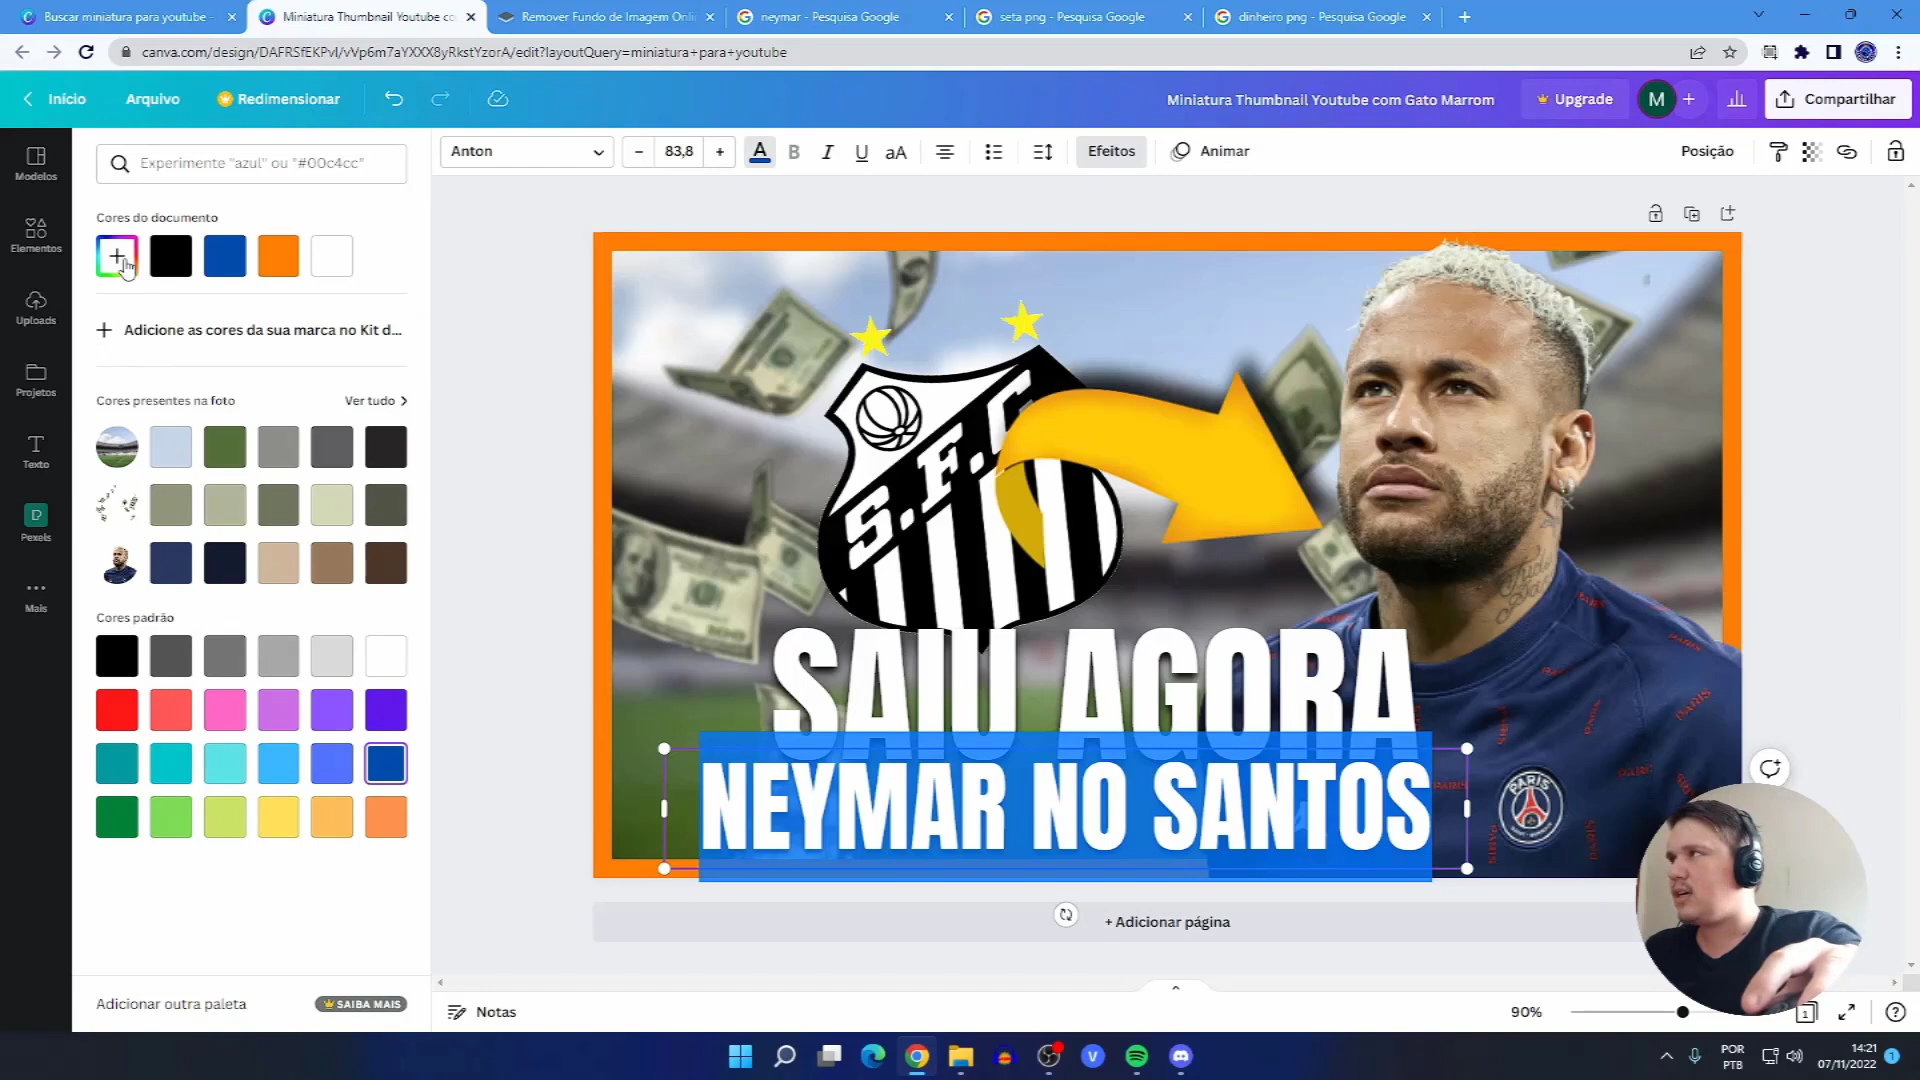 Buscar miniatura para youtube -
Miniatura Thumbnail Youtube co
Remover Fundo de Imagem Onli
neymar - Pesquisa Google
seta png - Pesquisa Google
dinheiro png - Pesquisa Google
canva.com/design/DAFRSfEKPvI/vVp6m7aYXXX8yRkstYzorA/edit?layoutQuery=miniatura+para+youtube
Início
Arquivo
Redimensionar
Miniatura Thumbnail Youtube com Gato Marrom
Upgrade
M
Compartilhar
Modelos
Elementos
Uploads
Projetos
Texto
Pexels
Mais
Experimente "azul" ou "#00c4cc"
Cores do documento
Adicione as cores da sua marca no Kit d...
Cores presentes na foto
Ver tudo
Cores padrão
Adicionar outra paleta
SAIBA MAIS
Anton
83,8
A
B
I
U
aA
Efeitos
Animar
Posição
S.F.C
SAIU AGORA
NEYMAR NO SANTOS
PARIS
+ Adicionar página
Notas
90%
1
POR
PTB
14:21
07/11/2022
1